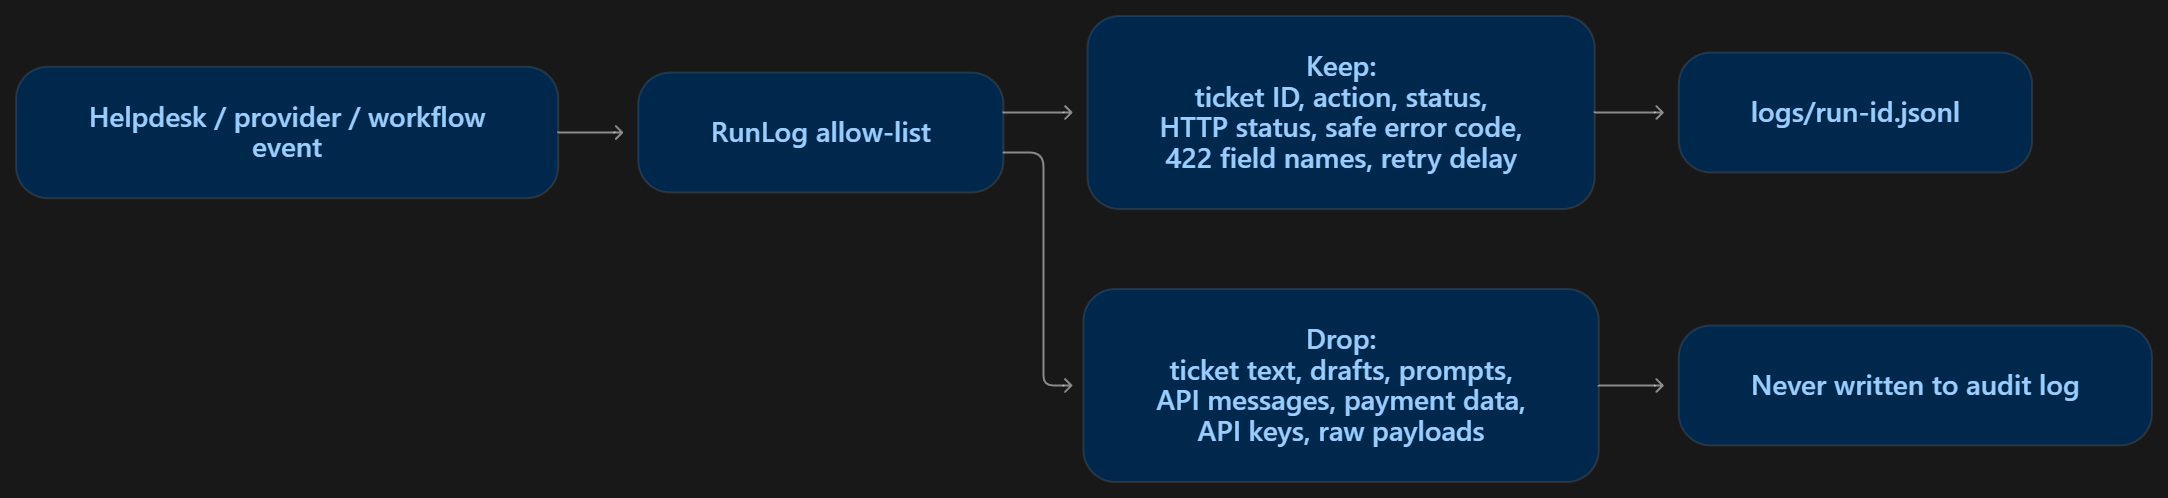 Helpdesk / provider / workflow
event
RunLog allow-list
Keep:
ticket ID, action, status,
HTTP status, safe error code,
422 field names, retry delay
logs/run-id.jsonl
Drop:
ticket text, drafts, prompts,
API messages, payment data,
API keys, raw payloads
Never written to audit log